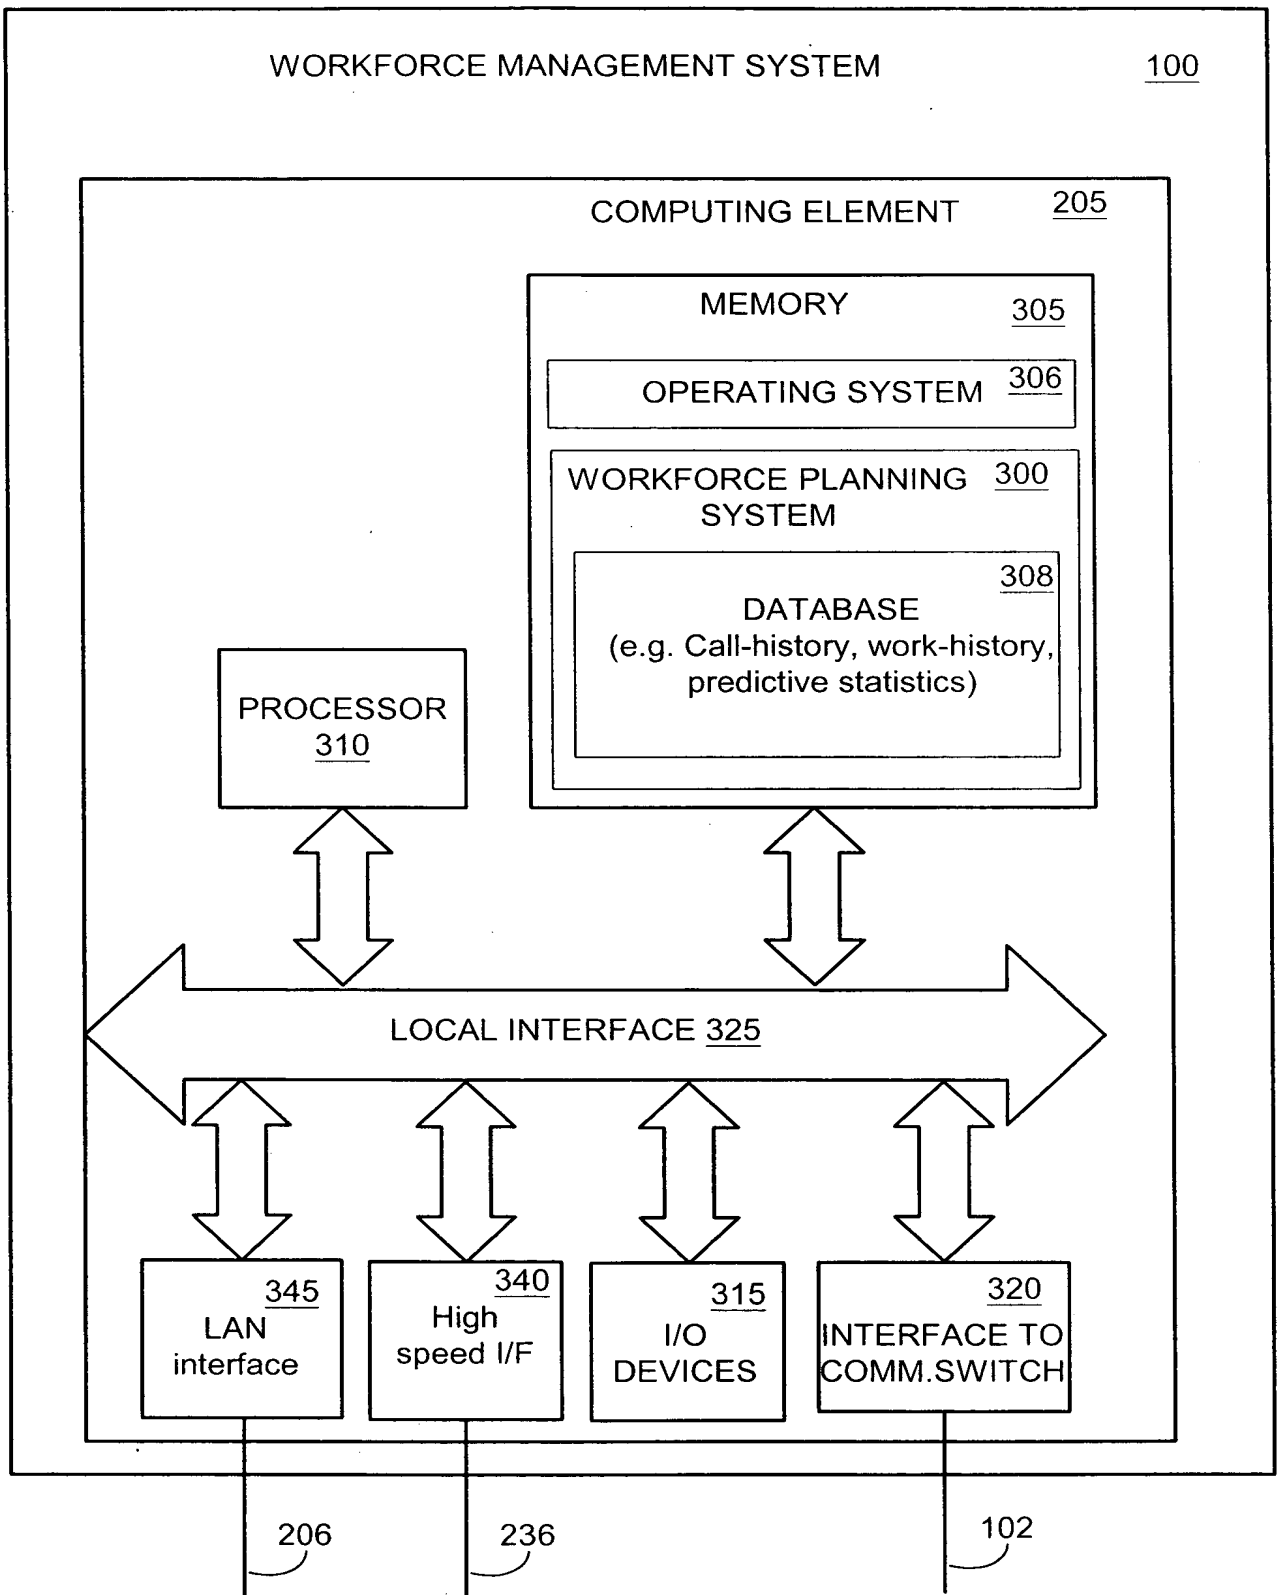 WORKFORCE MANAGEMENT SYSTEM 100
COMPUTING ELEMENT 205
MEMORY 305
OPERATING SYSTEM 306
WORKFORCE PLANNING 300
SYSTEM
308
DATABASE
(e.g. Call-history, work-history,
predictive statistics)
PROCESSOR
310
LOCAL INTERFACE 325
345
LAN
interface
340
High
speed I/F
315
I/O
DEVICES
320
INTERFACE TO
COMM.SWITCH
206
236
102